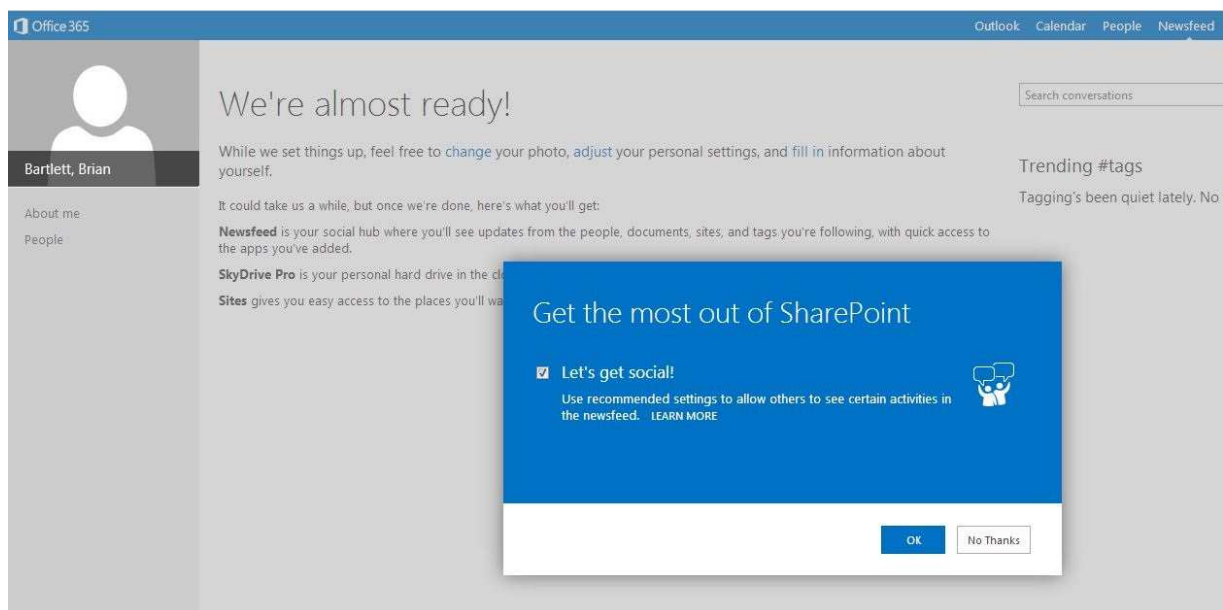 Office 365
Outlook Calendar People Newsfeed
Bartlett, Brian
About me
People
We're almost ready!
While we set things up, feel free to change your photo, adjust your personal settings, and fill in information about
yourself.
It could take us a while, but once we're done, here's what you'll get:
Newsfeed is your social hub where you'll see updates from the people, documents, sites, and tags you're following, with quick access to
the apps you've added.
SkyDrive Pro is your personal hard drive in the
Sites gives you easy access to the places you'll
Search conversations
Trending #tags
Tagging's been quiet lately. No
Get the most out of SharePoint
Let's get social!
Use recommended settings to allow others to see certain activities in
the newsfeed. LEARN MORE
OK No Thanks